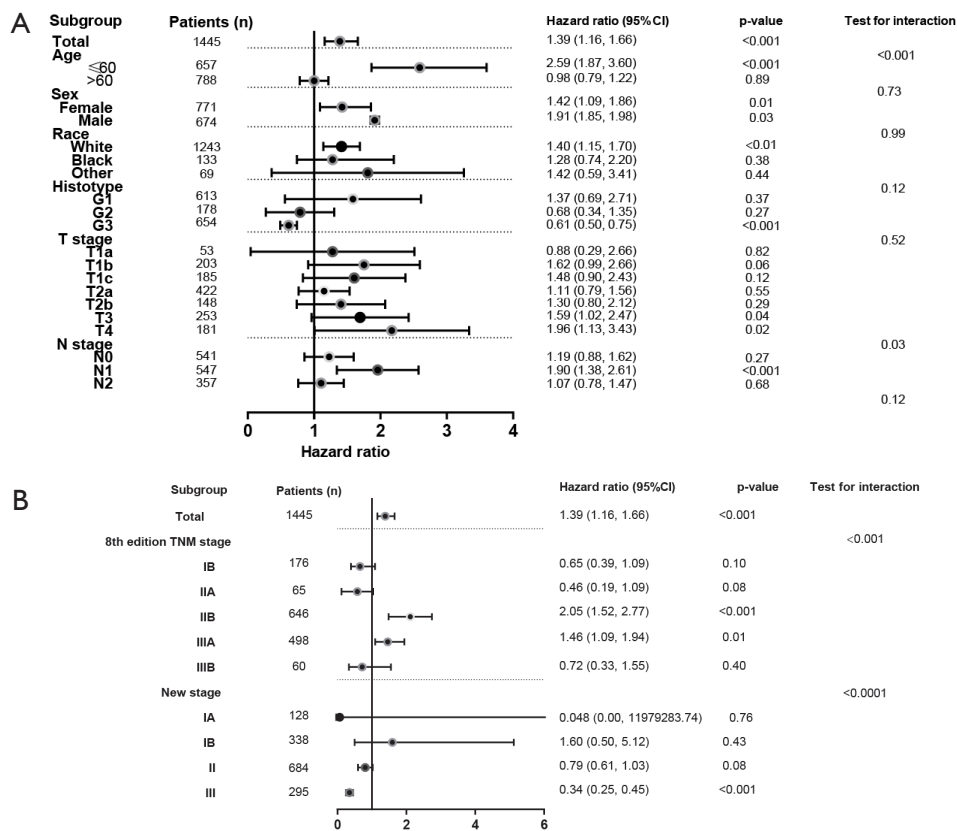 A
Subgroup Patients (n) Hazard ratio (95%CI) p-value Test for interaction
Total 1445 1.39 (1.16, 1.66) <0.001
Age <0.001
≤60 657 2.59 (1.87, 3.60) <0.001
>60 788 0.98 (0.79, 1.22) 0.89
Sex 0.73
Female 771 1.42 (1.09, 1.86) 0.01
Male 674 1.91 (1.85, 1.98) 0.03
Race 0.99
White 1243 1.40 (1.15, 1.70) <0.01
Black 133 1.28 (0.74, 2.20) 0.38
Other 69 1.42 (0.59, 3.41) 0.44
Histotype 0.12
G1 613 1.37 (0.69, 2.71) 0.37
G2 178 0.68 (0.34, 1.35) 0.27
G3 654 0.61 (0.50, 0.75) <0.001
T stage 0.52
T1a 53 0.88 (0.29, 2.66) 0.82
T1b 203 1.62 (0.99, 2.66) 0.06
T1c 185 1.48 (0.90, 2.43) 0.12
T2a 422 1.11 (0.79, 1.56) 0.55
T2b 148 1.30 (0.80, 2.12) 0.29
T3 253 1.59 (1.02, 2.47) 0.04
T4 181 1.96 (1.13, 3.43) 0.02
N stage 0.03
N0 541 1.19 (0.88, 1.62) 0.27
N1 547 1.90 (1.38, 2.61) <0.001
N2 357 1.07 (0.78, 1.47) 0.68
0.12
0 1 2 3 4
Hazard ratio
B
Subgroup Patients (n) Hazard ratio (95%CI) p-value Test for interaction
Total 1445 1.39 (1.16, 1.66) <0.001
8th edition TNM stage <0.001
IB 176 0.65 (0.39, 1.09) 0.10
IIA 65 0.46 (0.19, 1.09) 0.08
IIB 646 2.05 (1.52, 2.77) <0.001
IIIA 498 1.46 (1.09, 1.94) 0.01
IIIB 60 0.72 (0.33, 1.55) 0.40
New stage <0.0001
IA 128 0.048 (0.00, 11979283.74) 0.76
IB 338 1.60 (0.50, 5.12) 0.43
II 684 0.79 (0.61, 1.03) 0.08
III 295 0.34 (0.25, 0.45) <0.001
0 2 4 6